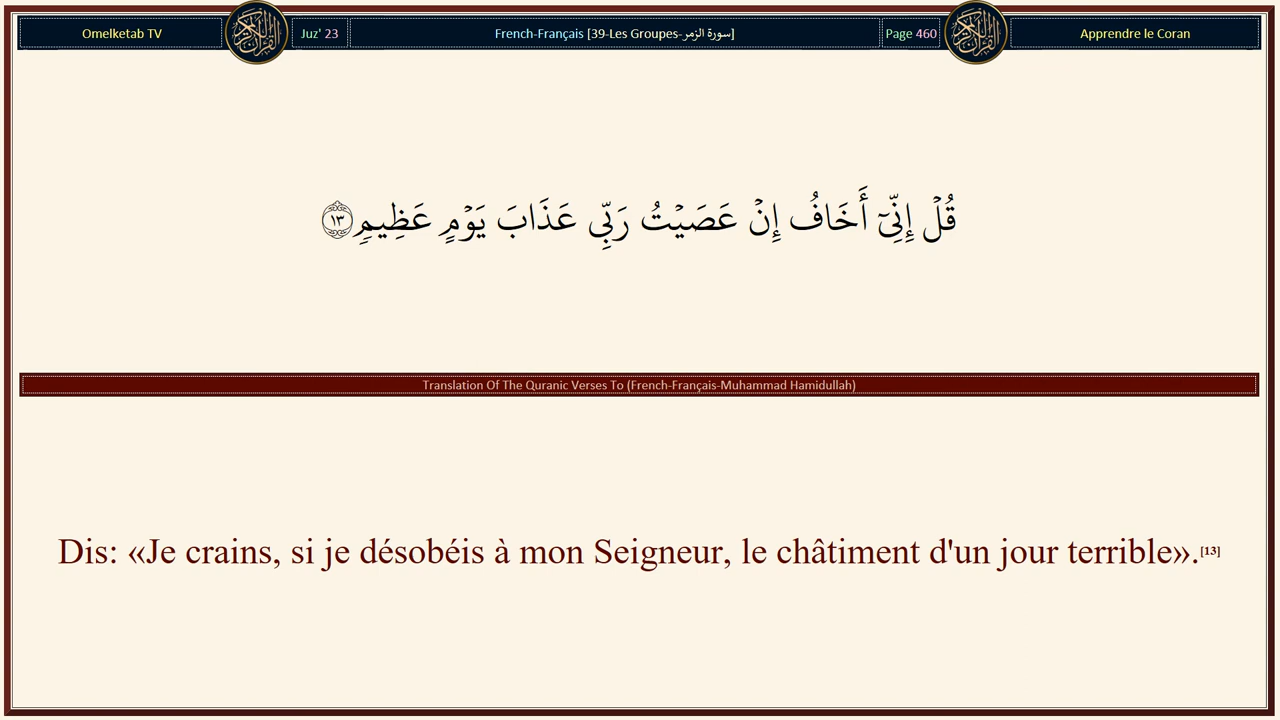 Omelketab TV
Juz' 23
French-Français [39-Les Groupes-سورة الزمر]
Page 460
Apprendre le Coran
قُلۡ إِنِّيٓ أَخَافُ إِنۡ عَصَيۡتُ رَبِّي عَذَابَ يَوۡمٍ عَظِيمٖ ١٣
Translation Of The Quranic Verses To (French-Français-Muhammad Hamidullah)
Dis: «Je crains, si je désobéis à mon Seigneur, le châtiment d'un jour terrible».[13]